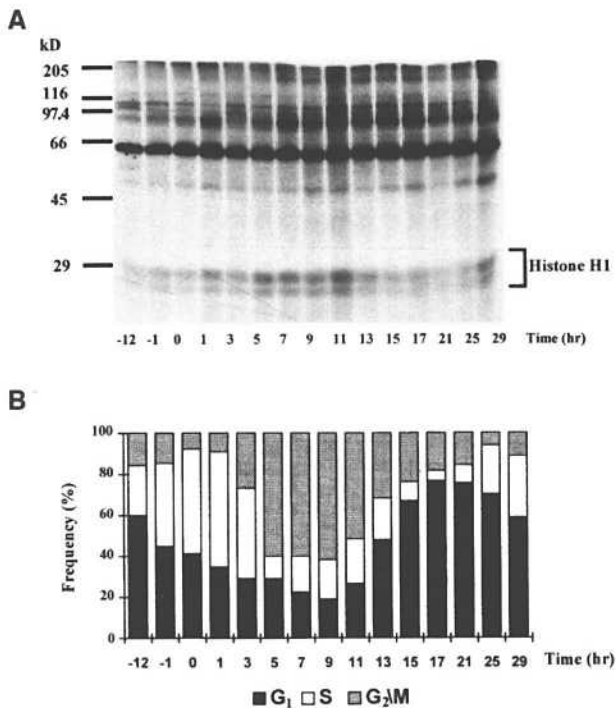 A
kD
205
116
97.4
66
45
29
Histone H1
-12 -1 0 1 3 5 7 9 11 13 15 17 21 25 29 Time (hr)
B
100
80
60
40
20
0
Frequency (%)
-12 -1 0 1 3 5 7 9 11 13 15 17 21 25 29 Time (hr)
G₁ S G₂\M